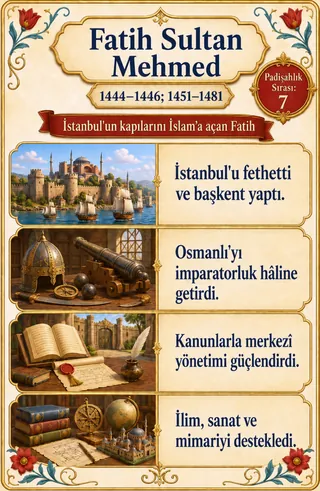 Fatih Sultan
Mehmed
1444–1446; 1451–1481
Padişahlık
Sırası:
7
İstanbul'un kapılarını İslam'a açan Fatih
İstanbul'u fethetti
ve başkent yaptı.
Osmanlı'yı
imparatorluk hâline
getirdi.
Kanunlarla merkezî
yönetimi güçlendirdi.
İlim, sanat ve
mimariyi destekledi.